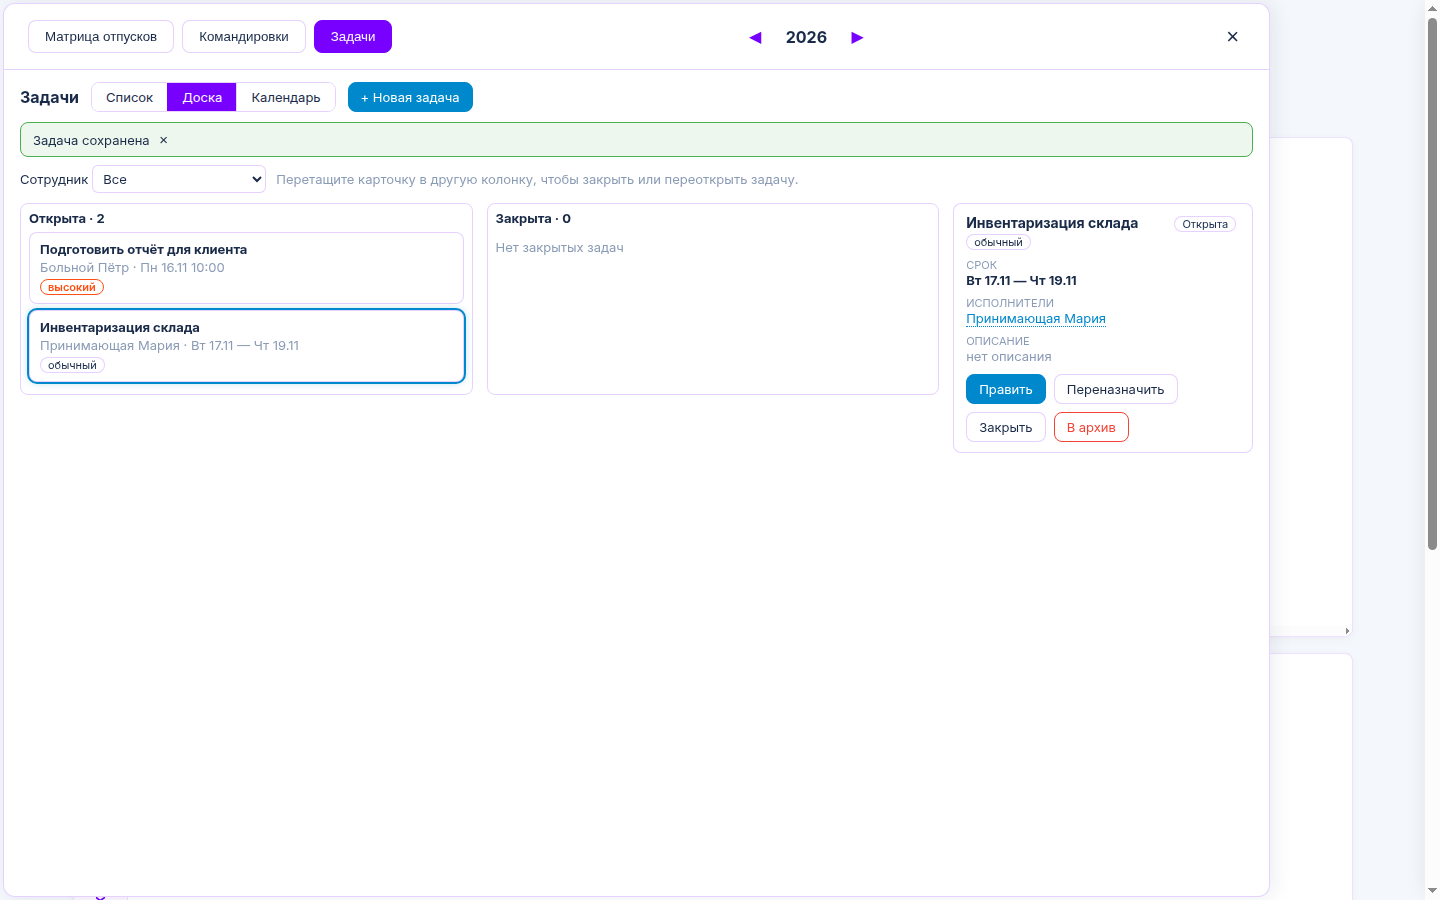 Матрица отпусков
Командировки
Задачи
◀ 2026 ▶
×
Задачи
Список
Доска
Календарь
+ Новая задача
Задача сохранена ×
Сотрудник Все
Перетащите карточку в другую колонку, чтобы закрыть или переоткрыть задачу.
Открыта · 2
Подготовить отчёт для клиента
Больной Пётр · Пн 16.11 10:00
высокий
Инвентаризация склада
Принимающая Мария · Вт 17.11 — Чт 19.11
обычный
Закрыта · 0
Нет закрытых задач
Инвентаризация склада
Открыта
обычный
СРОК
Вт 17.11 — Чт 19.11
ИСПОЛНИТЕЛИ
Принимающая Мария
ОПИСАНИЕ
нет описания
Править
Переназначить
Закрыть
В архив